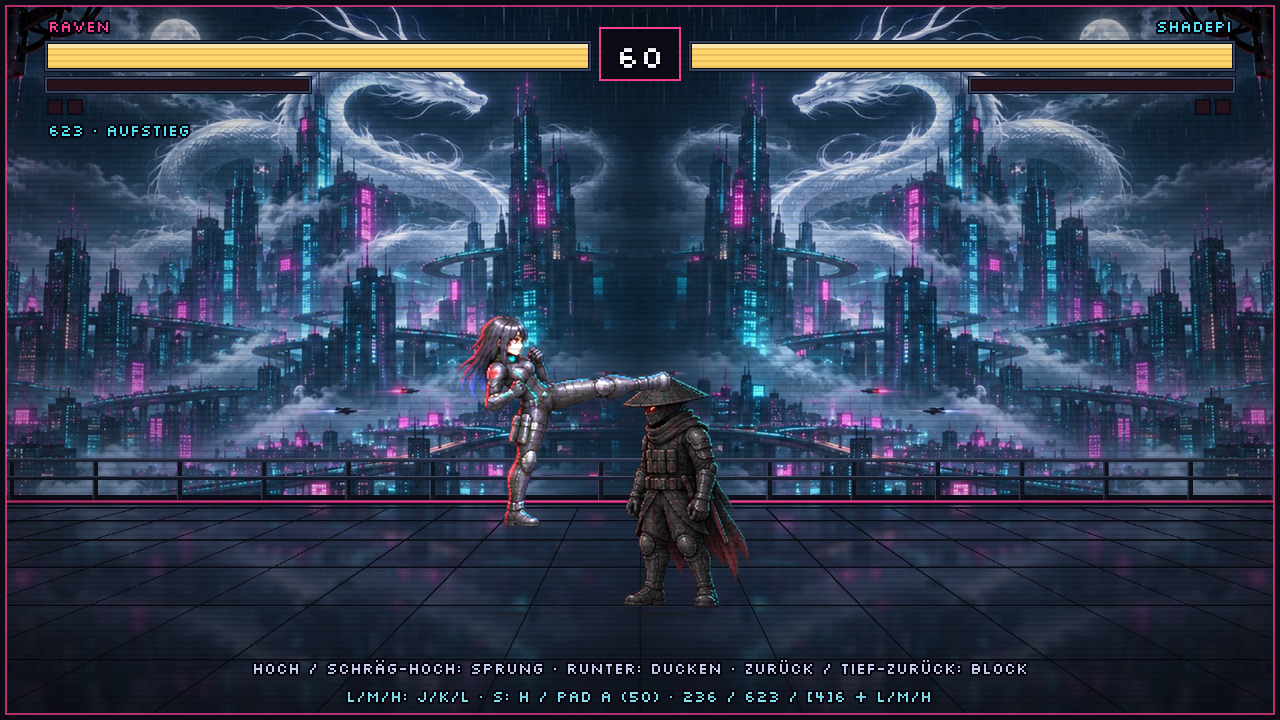 RAVEN
60
SHADEPI
623 · AUFSTIEG
HOCH / SCHRÄG-HOCH: SPRUNG · RUNTER: DUCKEN · ZURÜCK / TIEF-ZURÜCK: BLOCK
L/M/H: J/K/L · S: H / PAD A (50) · 236 / 623 / [4]6 + L/M/H